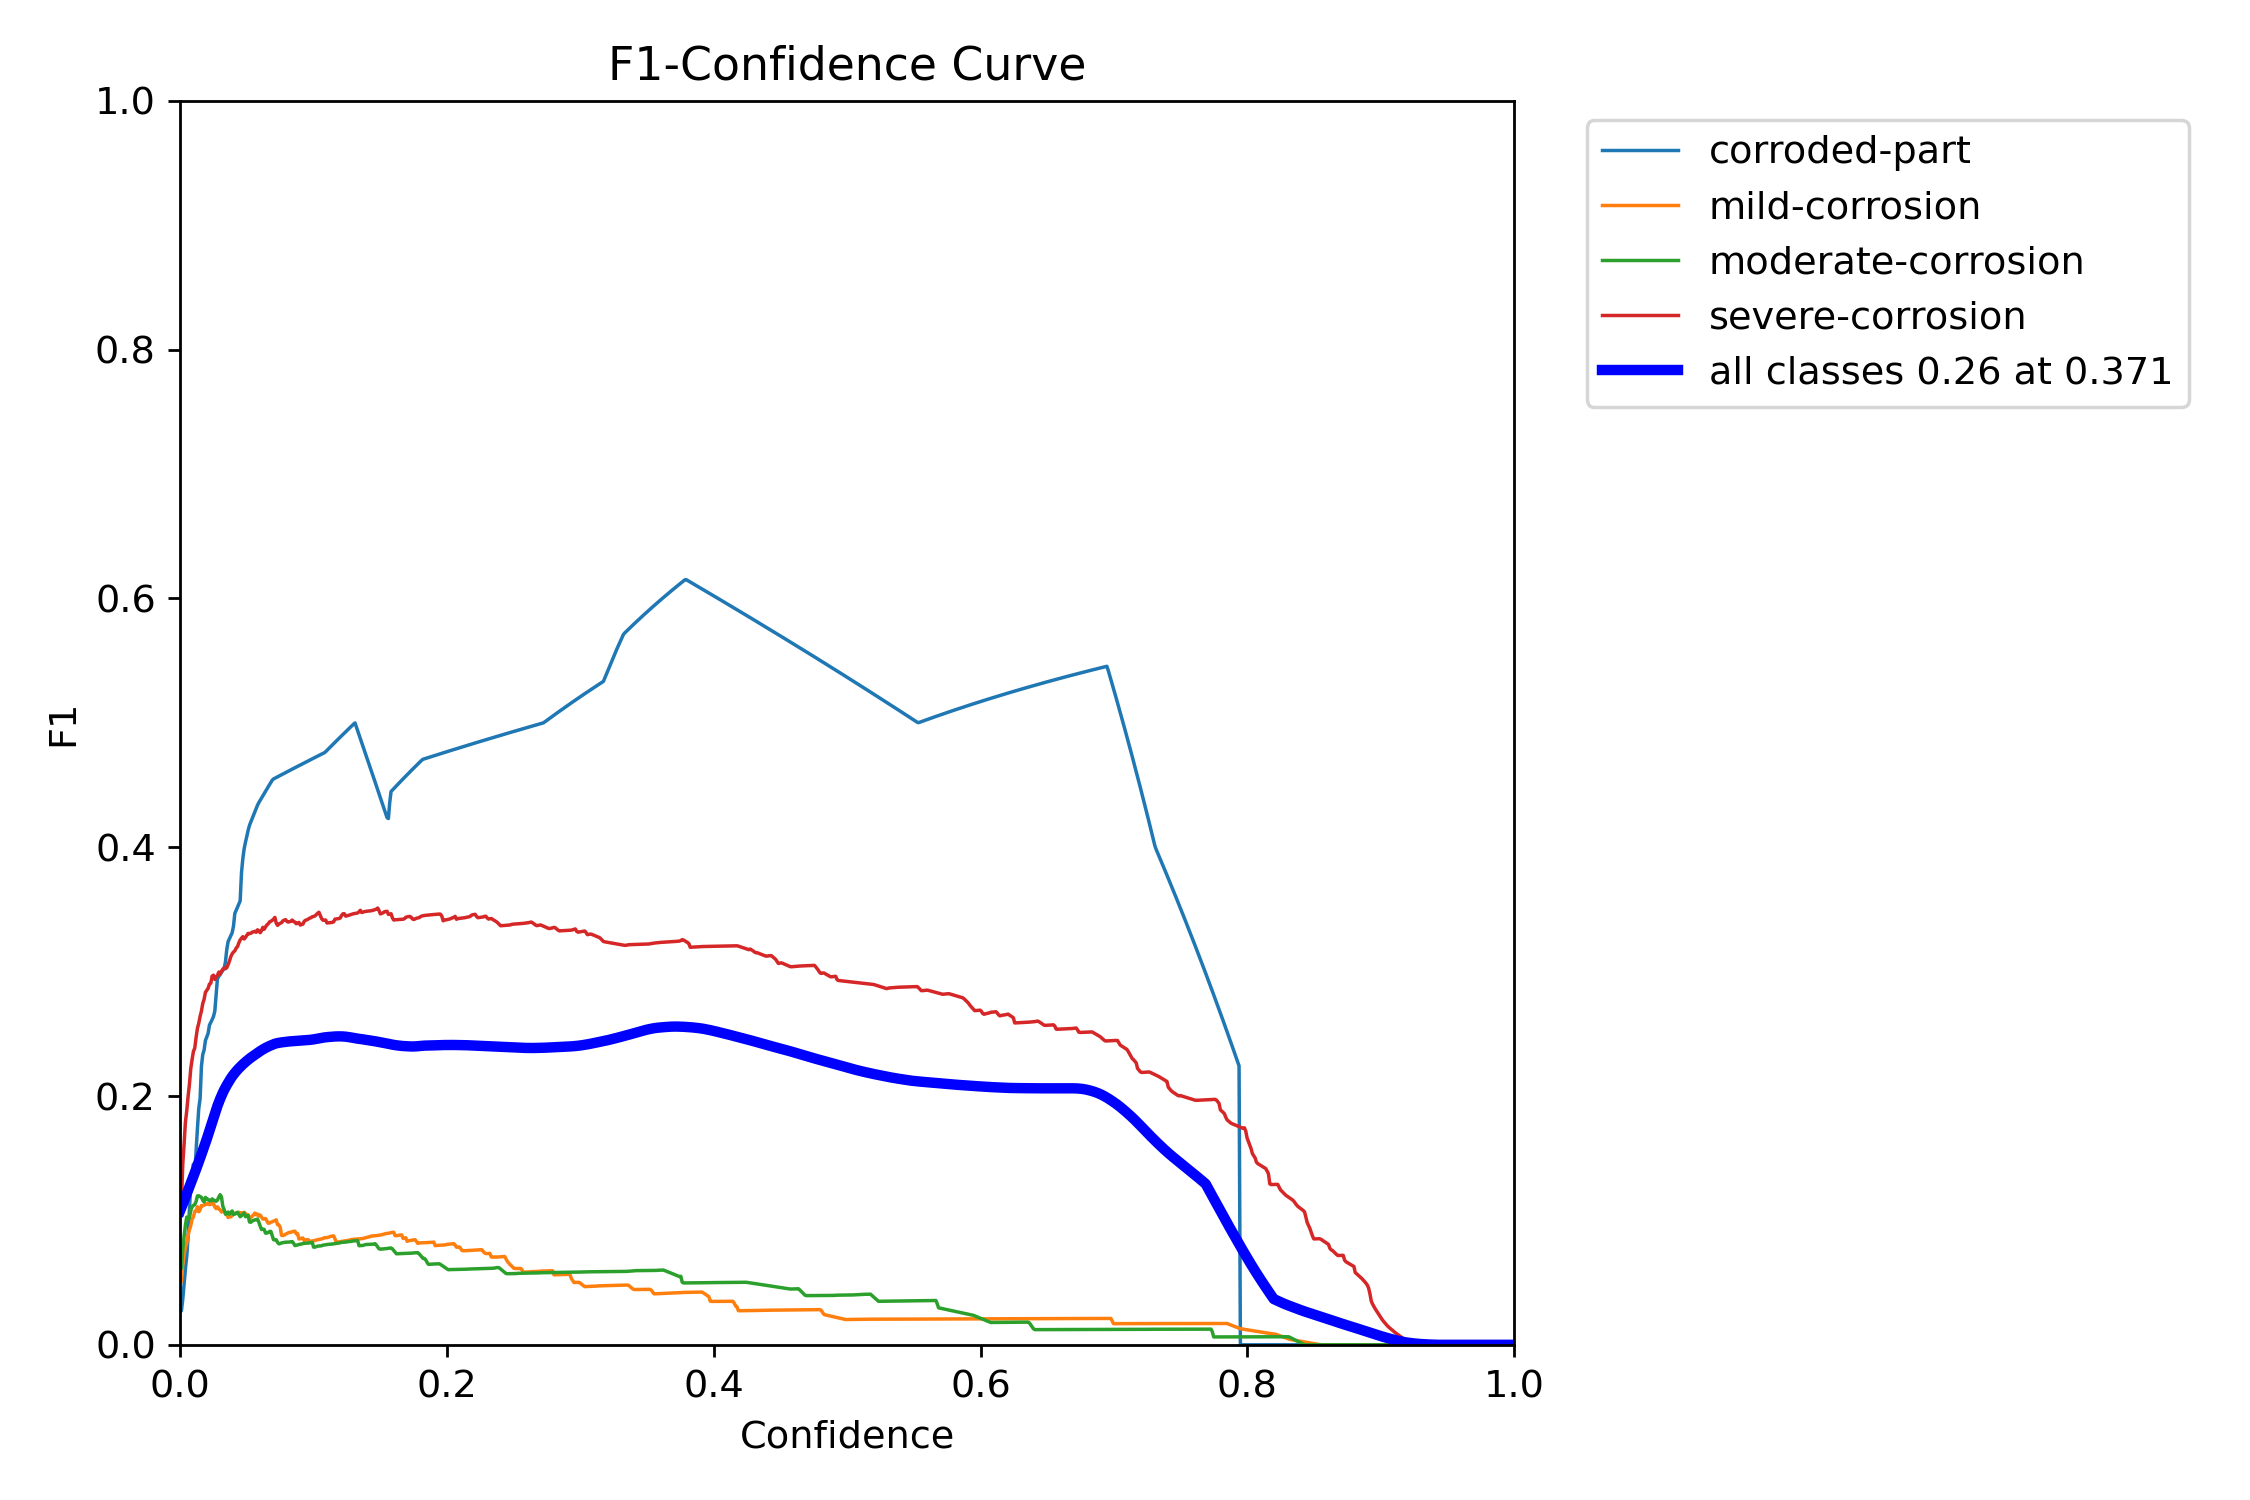 F1-Confidence Curve
1.0
0.8
0.6
0.4
0.2
0.0
F1
0.0 0.2 0.4 0.6 0.8 1.0
Confidence
corroded-part
mild-corrosion
moderate-corrosion
severe-corrosion
all classes 0.26 at 0.371